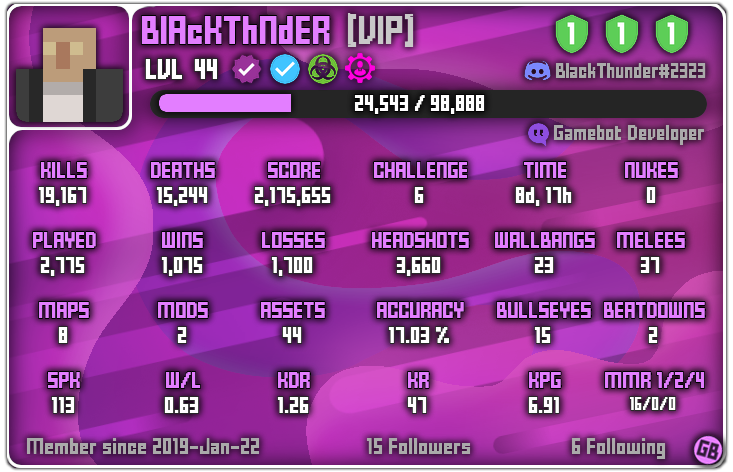 BlAcKThNdER [VIP]
1 1 1
LVL 44
BlackThunder#2323
24,543 / 98,888
Gamebot Developer
KILLS DEATHS SCORE CHALLENGE TIME NUKES
19,167 15,244 2,175,655 6 8d, 17h 0
PLAYED WINS LOSSES HEADSHOTS WALLBANGS MELEES
2,775 1,075 1,700 3,660 23 37
MAPS MODS ASSETS ACCURACY BULLSEYES BEATDOWNS
8 2 44 17.03 % 15 2
SPK W/L KDR KR KPG MMR 1/2/4
113 0.63 1.26 47 6.91 16/0/0
Member since 2019-Jan-22 15 Followers 6 Following
GB